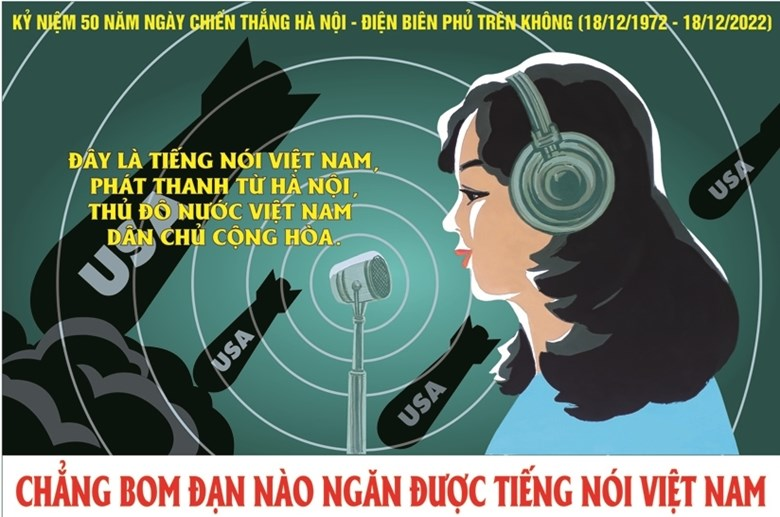 KỶ NIỆM 50 NĂM NGÀY CHIẾN THẮNG HÀ NỘI - ĐIỆN BIÊN PHỦ TRÊN KHÔNG (18/12/1972 - 18/12/2022)
ĐÂY LÀ TIẾNG NÓI VIỆT NAM,
PHÁT THANH TỪ HÀ NỘI,
THỦ ĐÔ NƯỚC VIỆT NAM
DÂN CHỦ CỘNG HÒA.
USA
USA
USA
USA
CHẲNG BOM ĐẠN NÀO NGĂN ĐƯỢC TIẾNG NÓI VIỆT NAM